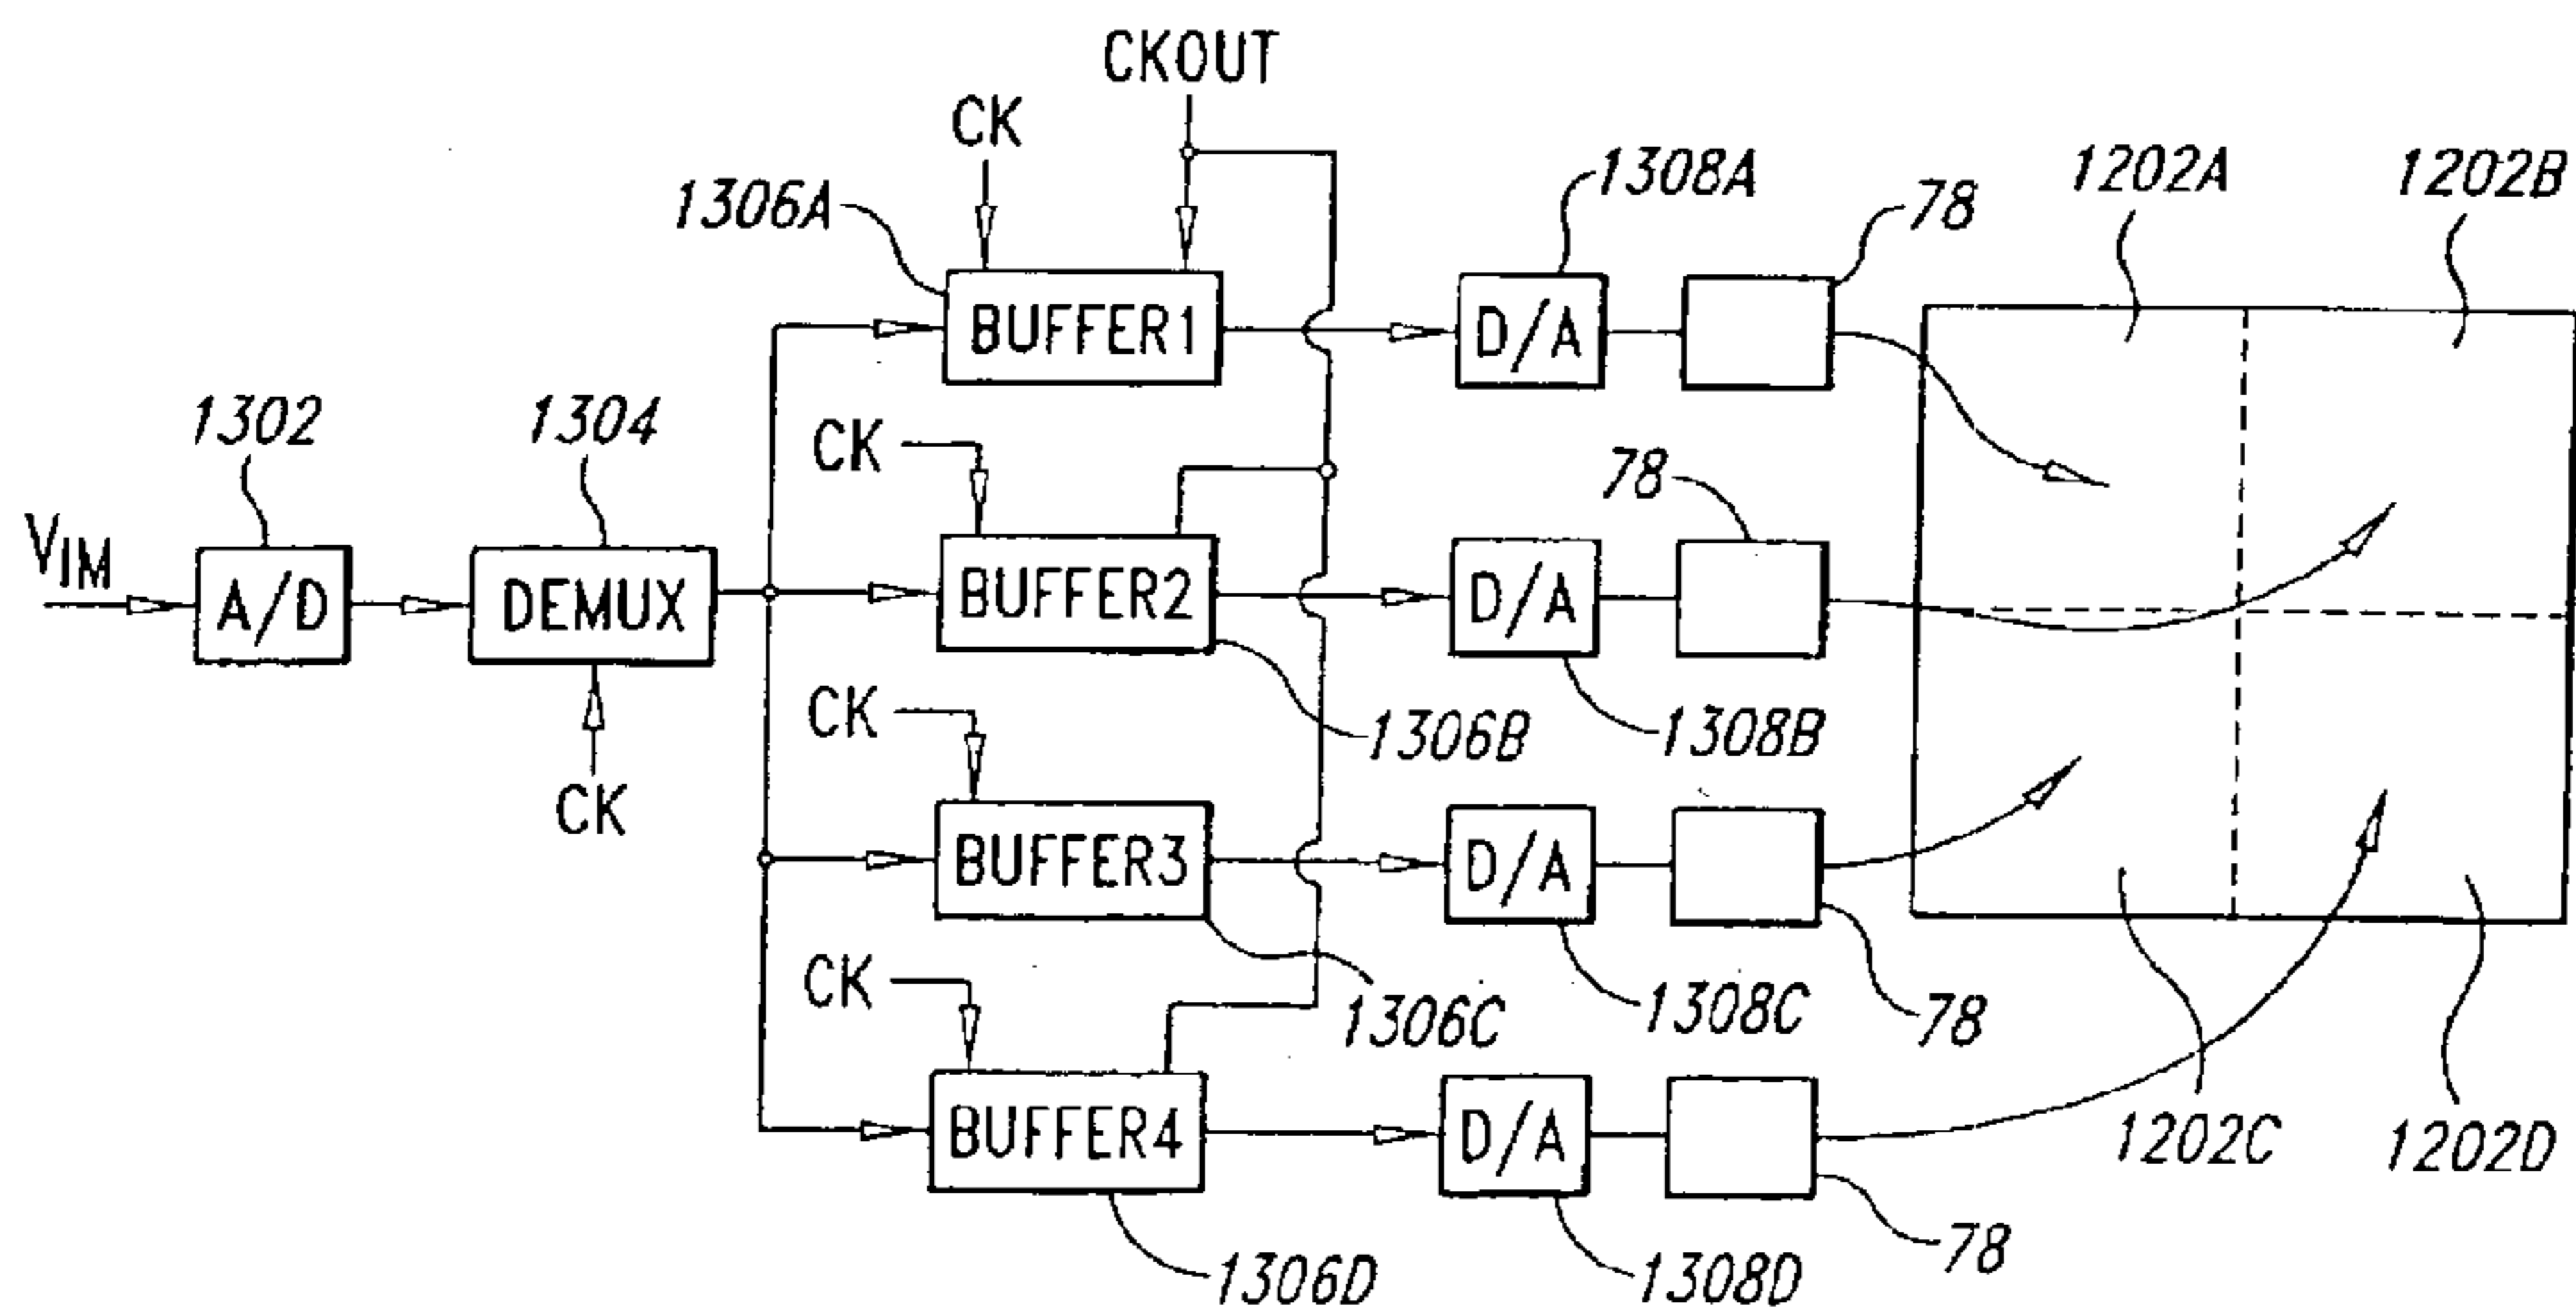 CKOUT
CK
1306A
1308A
78
1202A
1202B
BUFFER1
D/A
1302
1304
CK
78
VIM
A/D
DEMUX
BUFFER2
D/A
CK
CK
1306B
1308B
BUFFER3
D/A
CK
1306C
1308C
78
BUFFER4
D/A
1202C
1202D
1306D
1308D
78